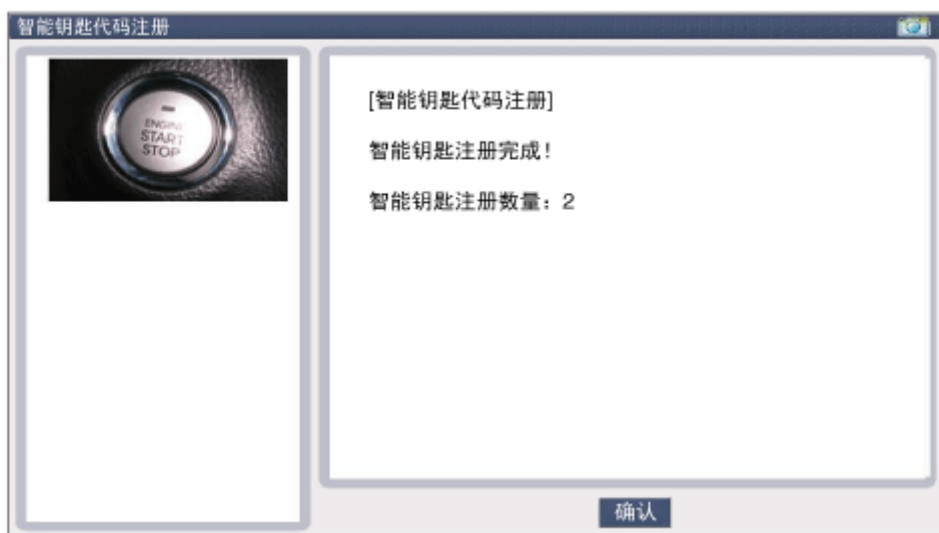 智能钥匙代码注册
ENGINE
START
STOP
[智能钥匙代码注册]
智能钥匙注册完成！
智能钥匙注册数量：2
确认